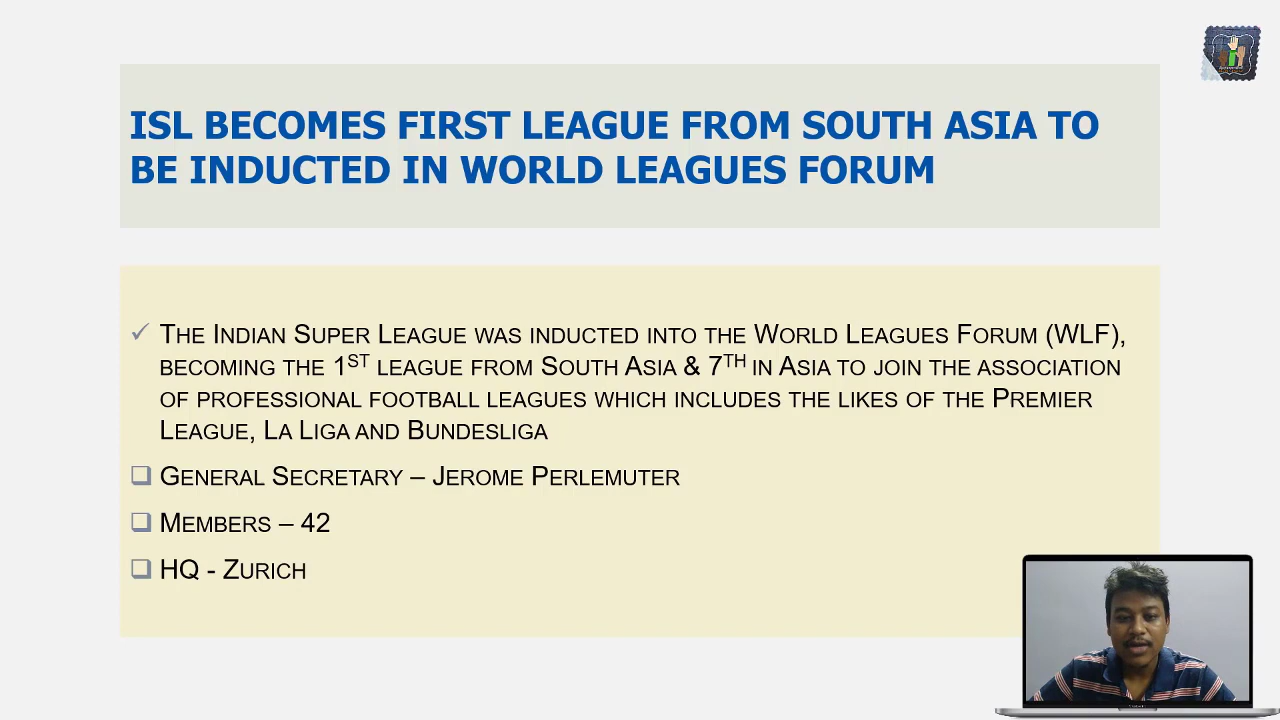 ISL BECOMES FIRST LEAGUE FROM SOUTH ASIA TO
BE INDUCTED IN WORLD LEAGUES FORUM
THE INDIAN SUPER LEAGUE WAS INDUCTED INTO THE WORLD LEAGUES FORUM (WLF),
BECOMING THE 1ST LEAGUE FROM SOUTH ASIA & 7TH IN ASIA TO JOIN THE ASSOCIATION
OF PROFESSIONAL FOOTBALL LEAGUES WHICH INCLUDES THE LIKES OF THE PREMIER
LEAGUE, LA LIGA AND BUNDESLIGA
GENERAL SECRETARY – JEROME PERLEMUTER
MEMBERS – 42
HQ - ZURICH